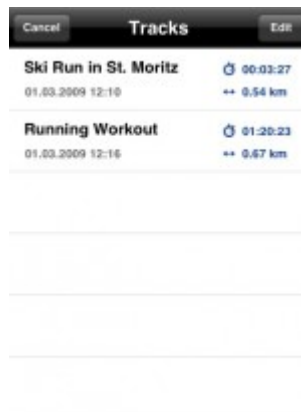 Cancel Tracks Edit
Ski Run in St. Moritz 00:03:27
01.03.2009 12:10 0.54 km
Running Workout 01:20:23
01.03.2009 12:16 0.67 km